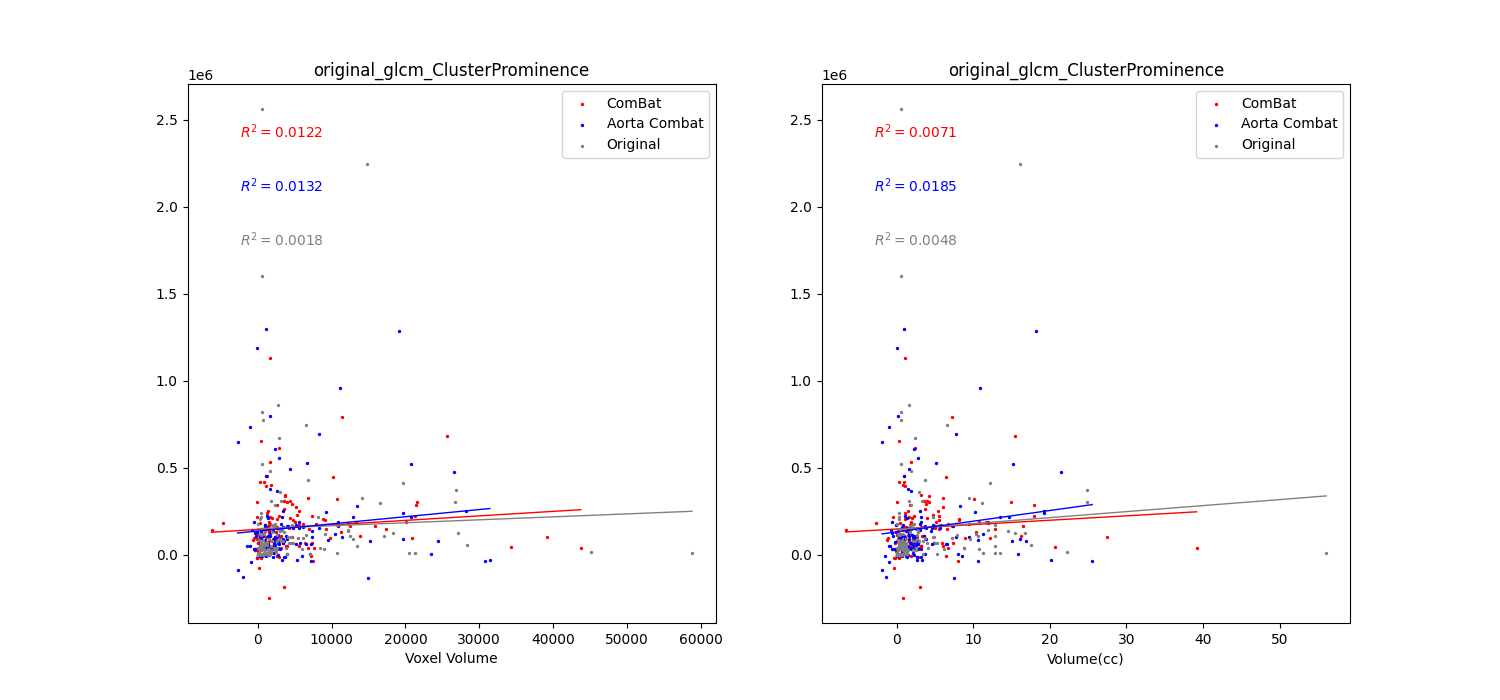 original_glcm_ClusterProminence
1e6
ComBat
Aorta Combat
Original
R² = 0.0122
R² = 0.0132
R² = 0.0018
2.5
2.0
1.5
1.0
0.5
0.0
0 10000 20000 30000 40000 50000 60000
Voxel Volume
original_glcm_ClusterProminence
1e6
ComBat
Aorta Combat
Original
R² = 0.0071
R² = 0.0185
R² = 0.0048
2.5
2.0
1.5
1.0
0.5
0.0
0 10 20 30 40 50
Volume(cc)